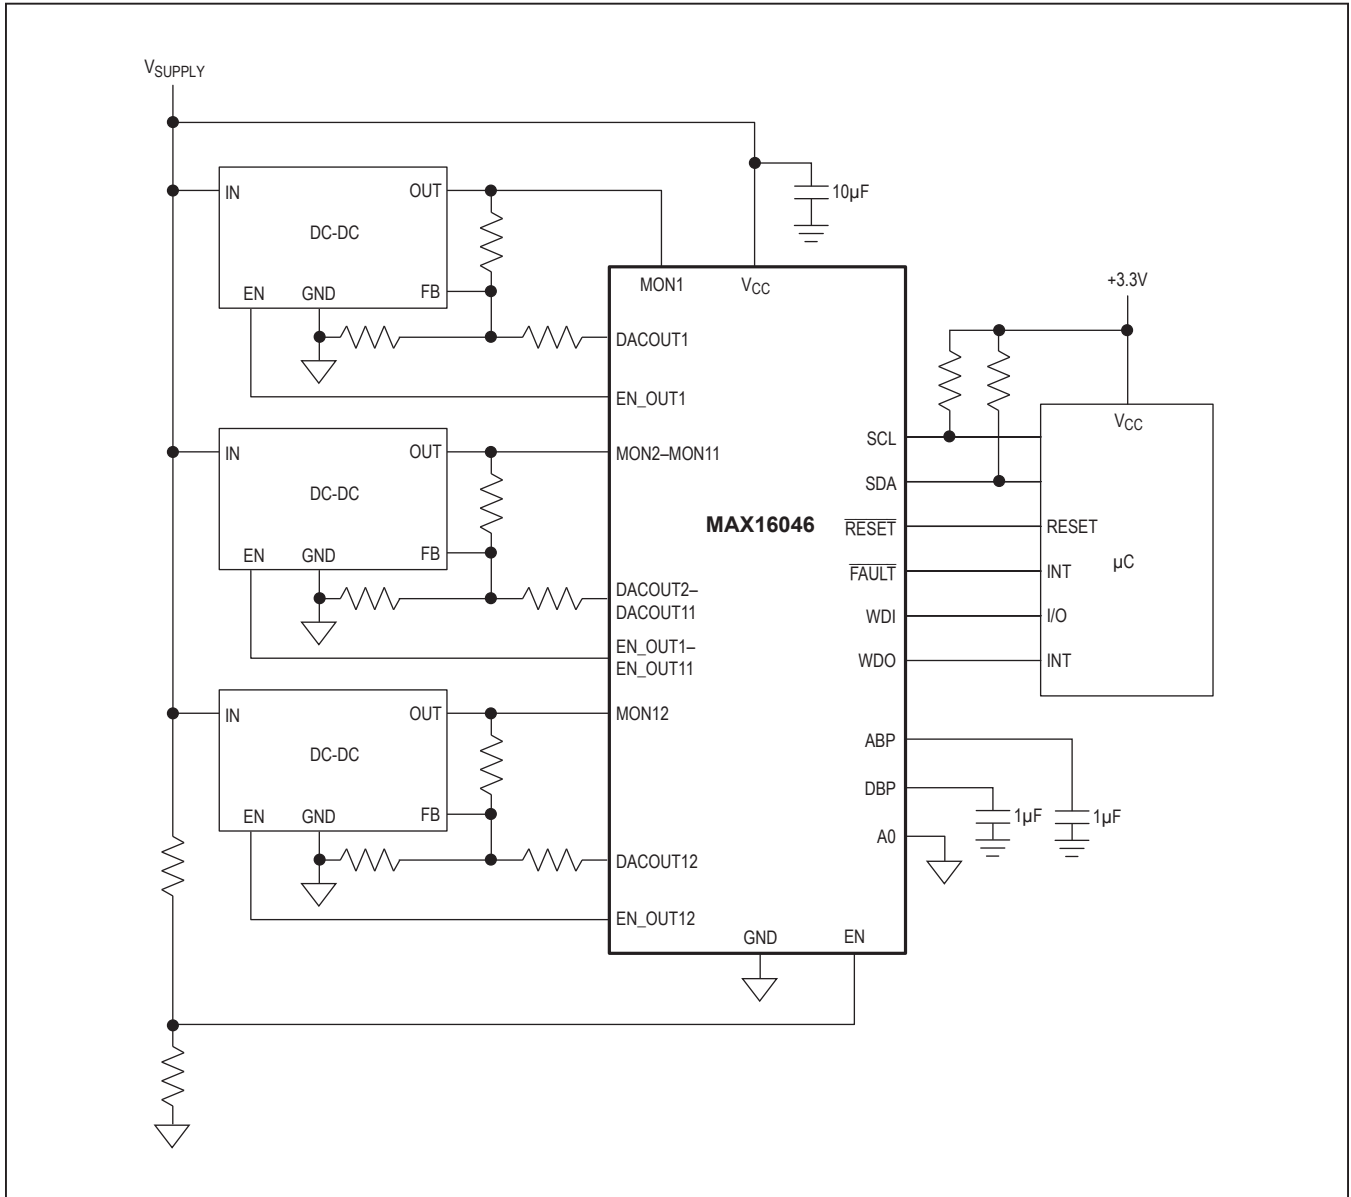 VSUPPLY
IN
OUT
DC-DC
EN
GND
FB
10µF
MON1
VCC
DACOUT1
EN_OUT1
+3.3V
IN
OUT
DC-DC
EN
GND
FB
MON2–MON11
DACOUT2–
DACOUT11
EN_OUT1–
EN_OUT11
MAX16046
SCL
SDA
RESET
FAULT
WDI
WDO
VCC
RESET
INT
µC
I/O
INT
IN
OUT
DC-DC
EN
GND
FB
MON12
DACOUT12
EN_OUT12
ABP
DBP
A0
1µF
1µF
GND
EN